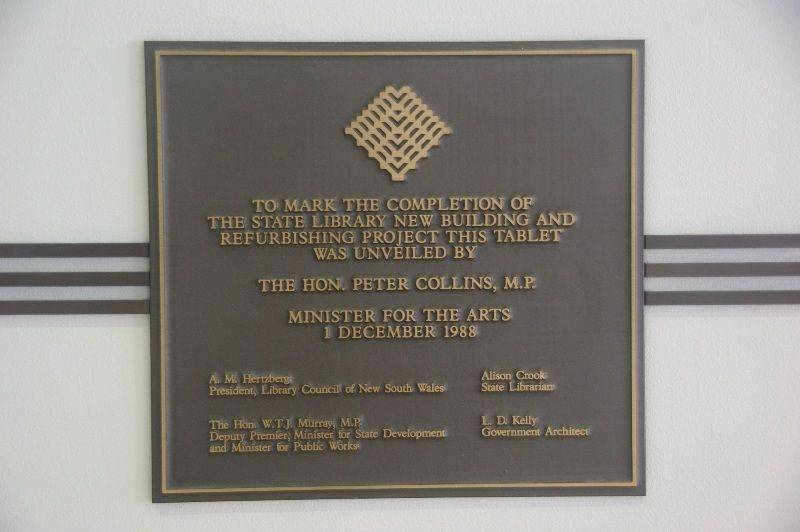 TO MARK THE COMPLETION OF
THE STATE LIBRARY NEW BUILDING AND
REFURBISHING PROJECT THIS TABLET
WAS UNVEILED BY
THE HON. PETER COLLINS, M.P.
MINISTER FOR THE ARTS
1 DECEMBER 1988
A. M. Hertzberg
President, Library Council of New South Wales
Alison Crook
State Librarian
The Hon. W.T.J. Murray, M.P.
Deputy Premier, Minister for State Development
and Minister for Public Works
L. D. Kelly
Government Architect